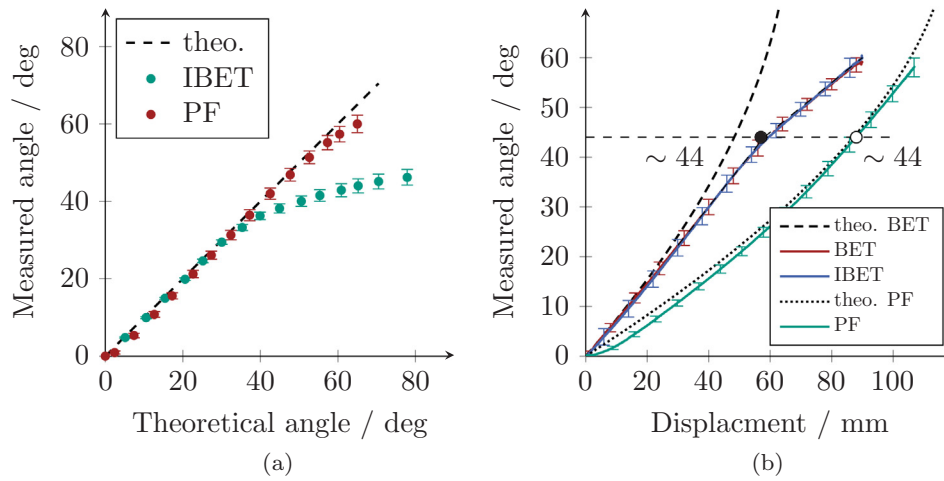 80
60
40
20
0
0 20 40 60 80
Measured angle / deg
Theoretical angle / deg
theo.
IBET
PF
(a)
60
50
40
30
20
10
0
0 20 40 60 80 100
Measured angle / deg
Displacment / mm
∼ 44
∼ 44
theo. BET
BET
IBET
theo. PF
PF
(b)